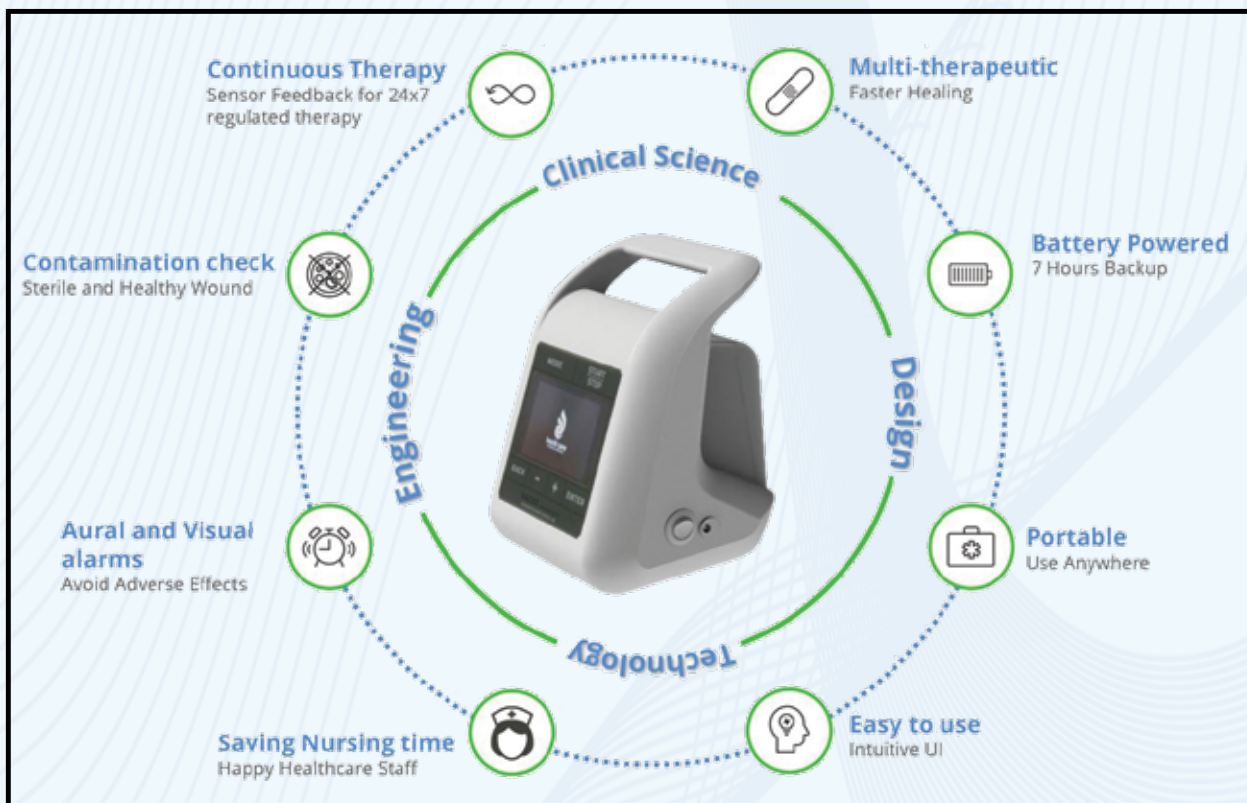 Continuous Therapy
Sensor Feedback for 24x7
regulated therapy
Multi-therapeutic
Faster Healing
Clinical Science
Contamination check
Sterile and Healthy Wound
Battery Powered
7 Hours Backup
Engineering
Design
MODE
START
STOP
BACK - + ENTER
Aural and Visual
alarms
Avoid Adverse Effects
Portable
Use Anywhere
Technology
Saving Nursing time
Happy Healthcare Staff
Easy to use
Intuitive UI